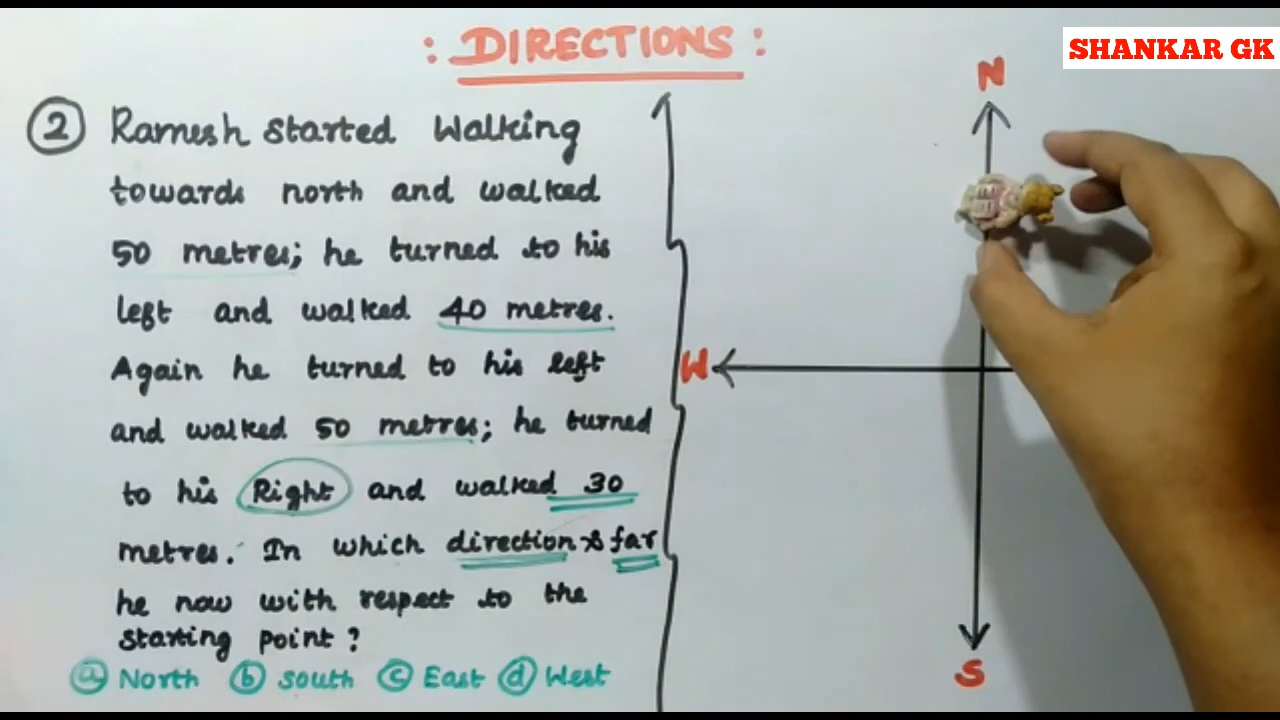 : DIRECTIONS :
SHANKAR GK
② Ramesh started Walking
towards north and walked
50 metres; he turned to his
left and walked 40 metres.
Again he turned to his left
and walked 50 metres; he turned
to his Right and walked 30
metres. In which direction & far
he now with respect to the
starting point?
ⓐ North ⓑ south ⓒ East ⓓ West
N
W
S